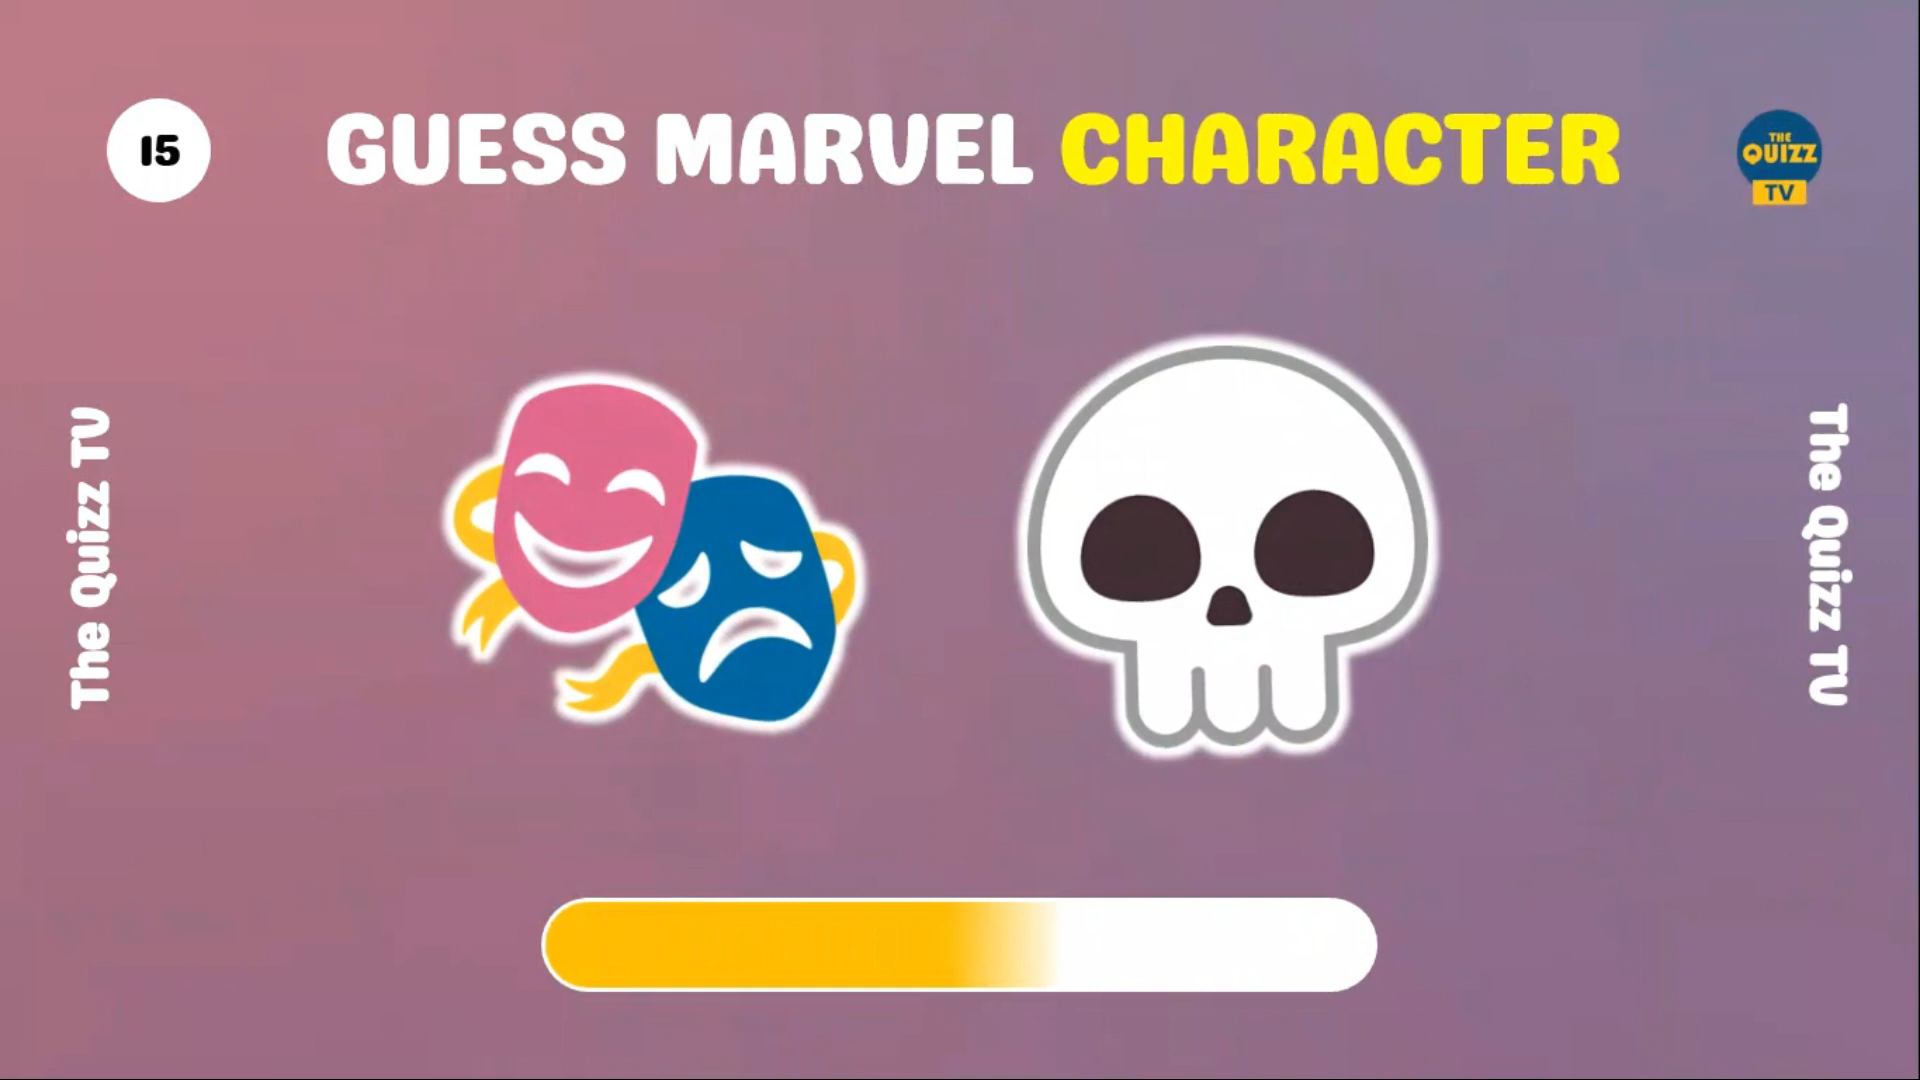 15
GUESS MARVEL CHARACTER
THE
QUIZZ
TV
The Quizz TV
The Quizz TV